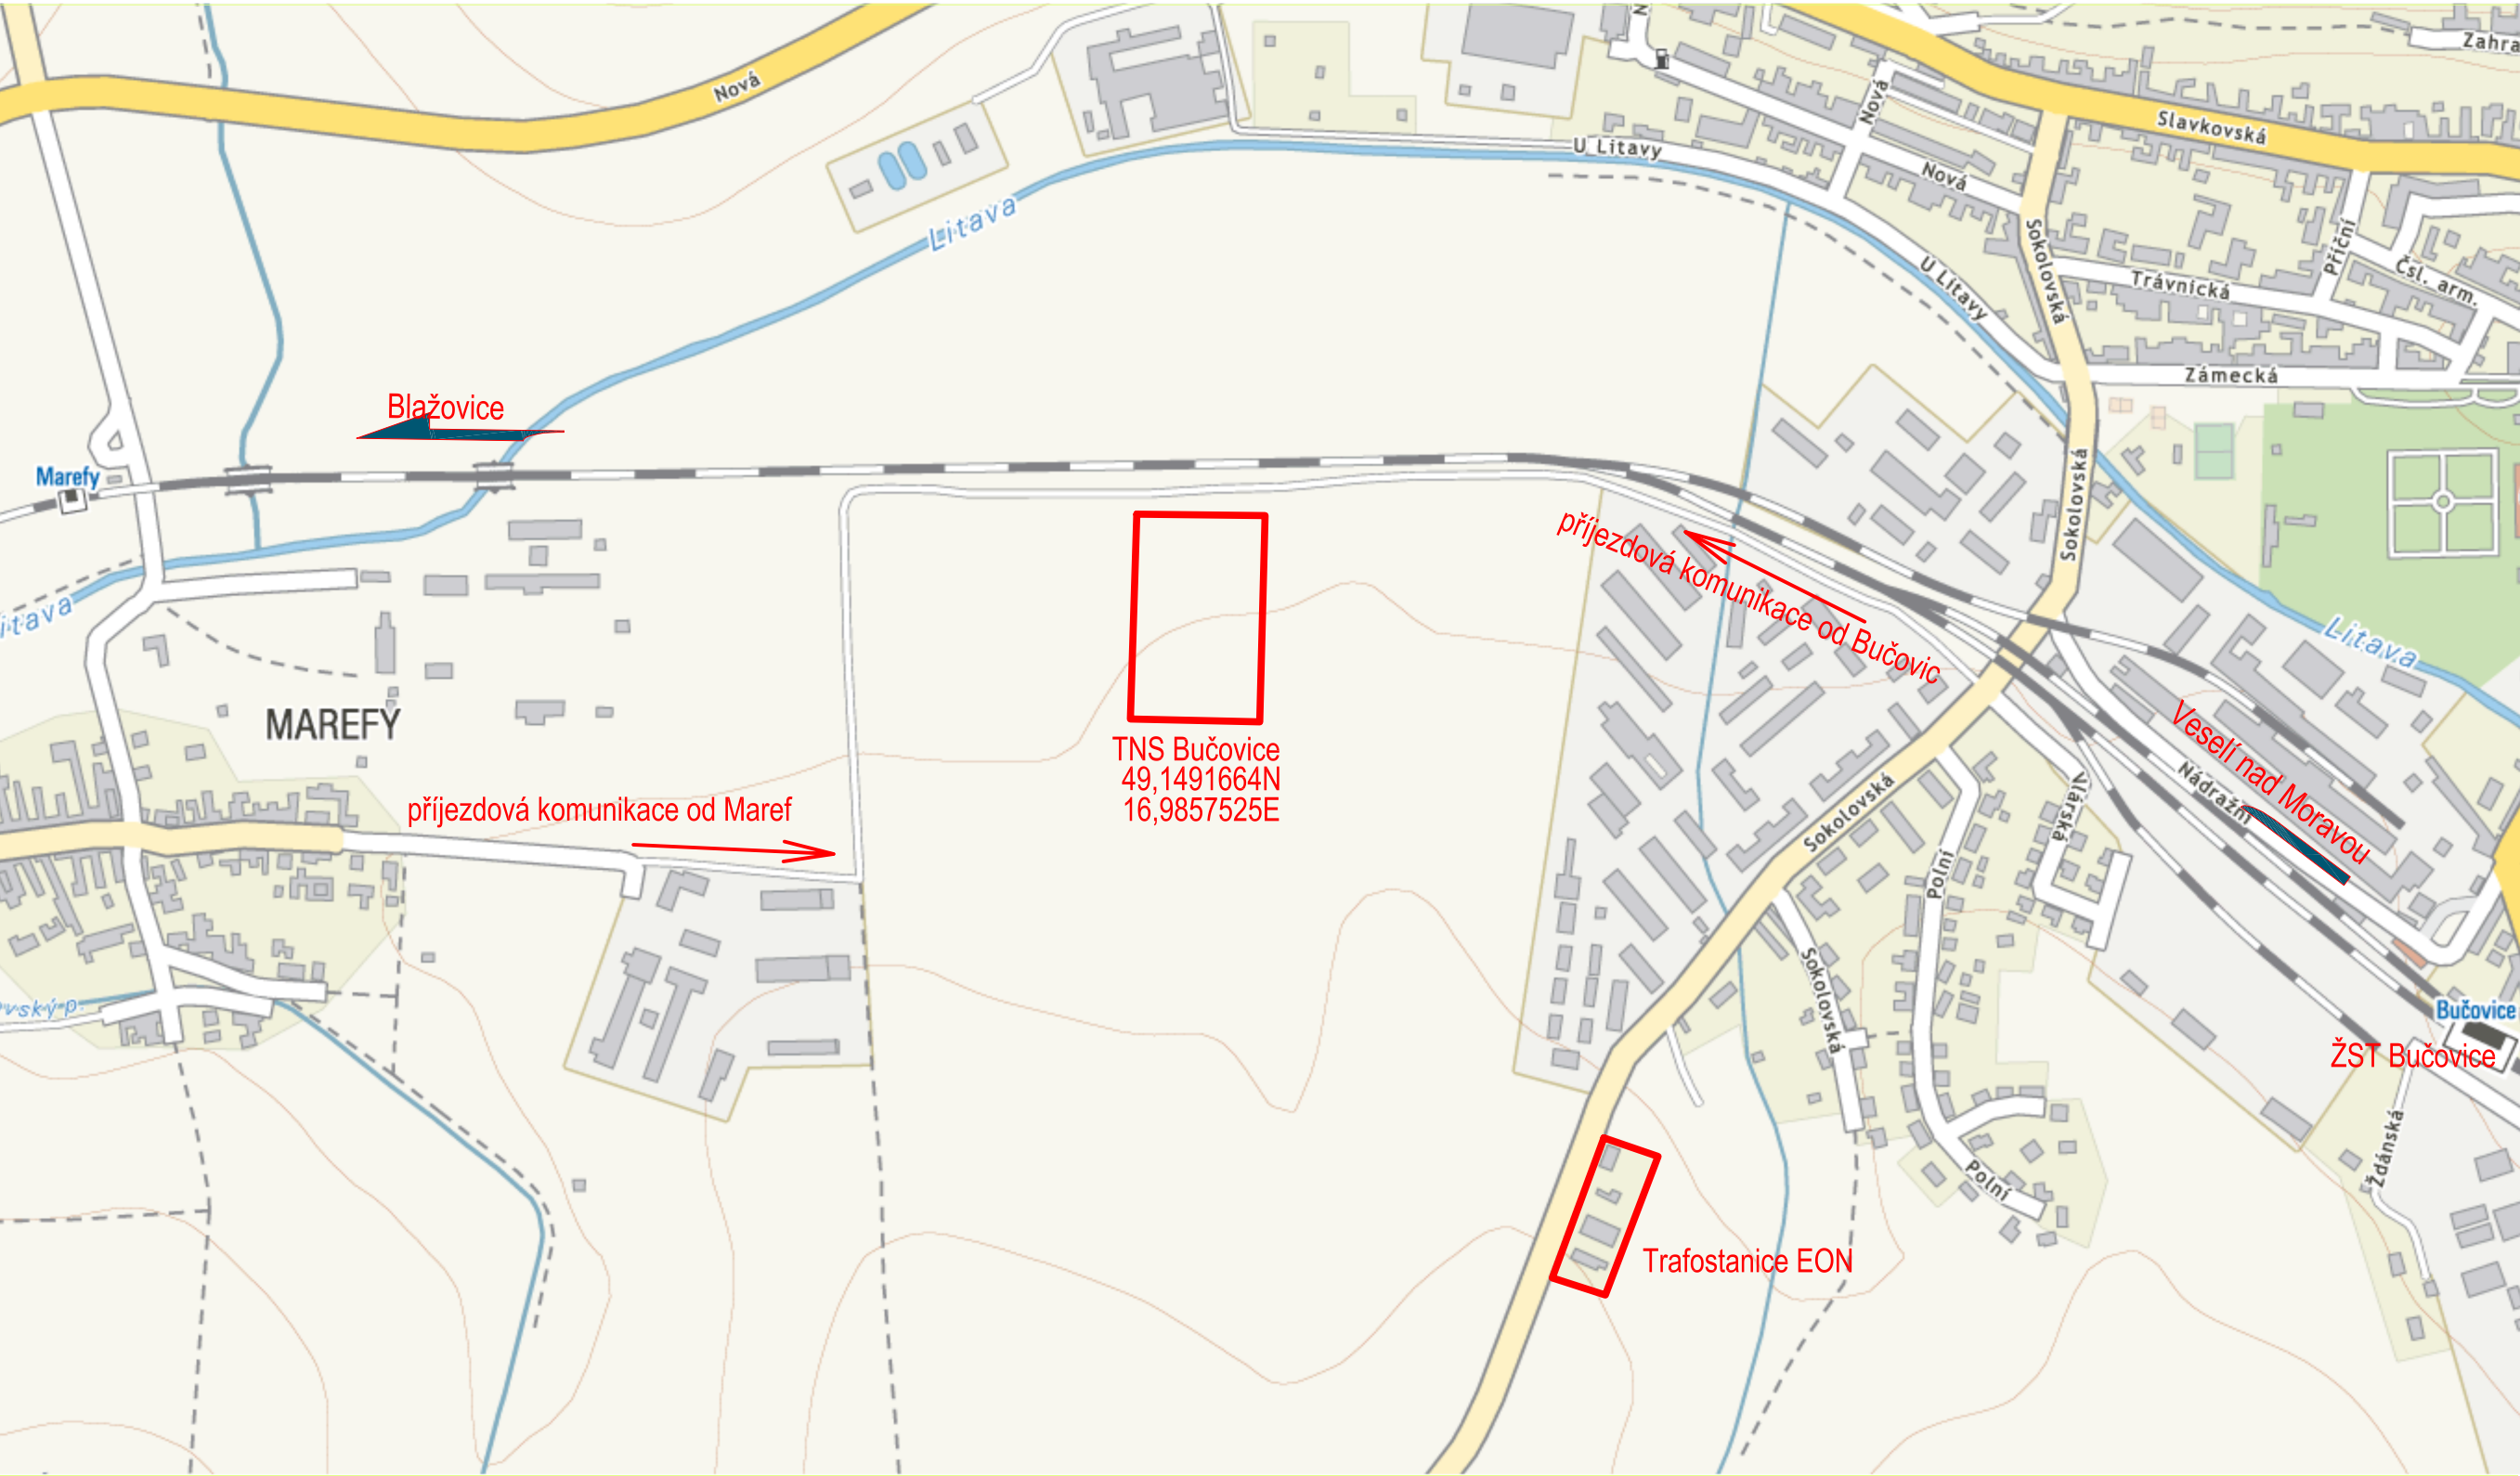 Zahra
Nová
Slavkovská
U Litavy
Nová
Nová
Litava
Sokolovská
Příční
Čsl. arm.
U Litavy
Trávnická
Zámecká
Blažovice
Marefy
Sokolovská
příjezdová komunikace od Bučovic
Litava
Litava
MAREFY
TNS Bučovice
49,1491664N
16,9857525E
Veselí nad Moravou
Nádražní
Vlárská
příjezdová komunikace od Maref
Sokolovská
Polní
Sokolovská
ovský p.
Bučovice
ŽST Bučovice
Ždánská
Polní
Trafostanice EON